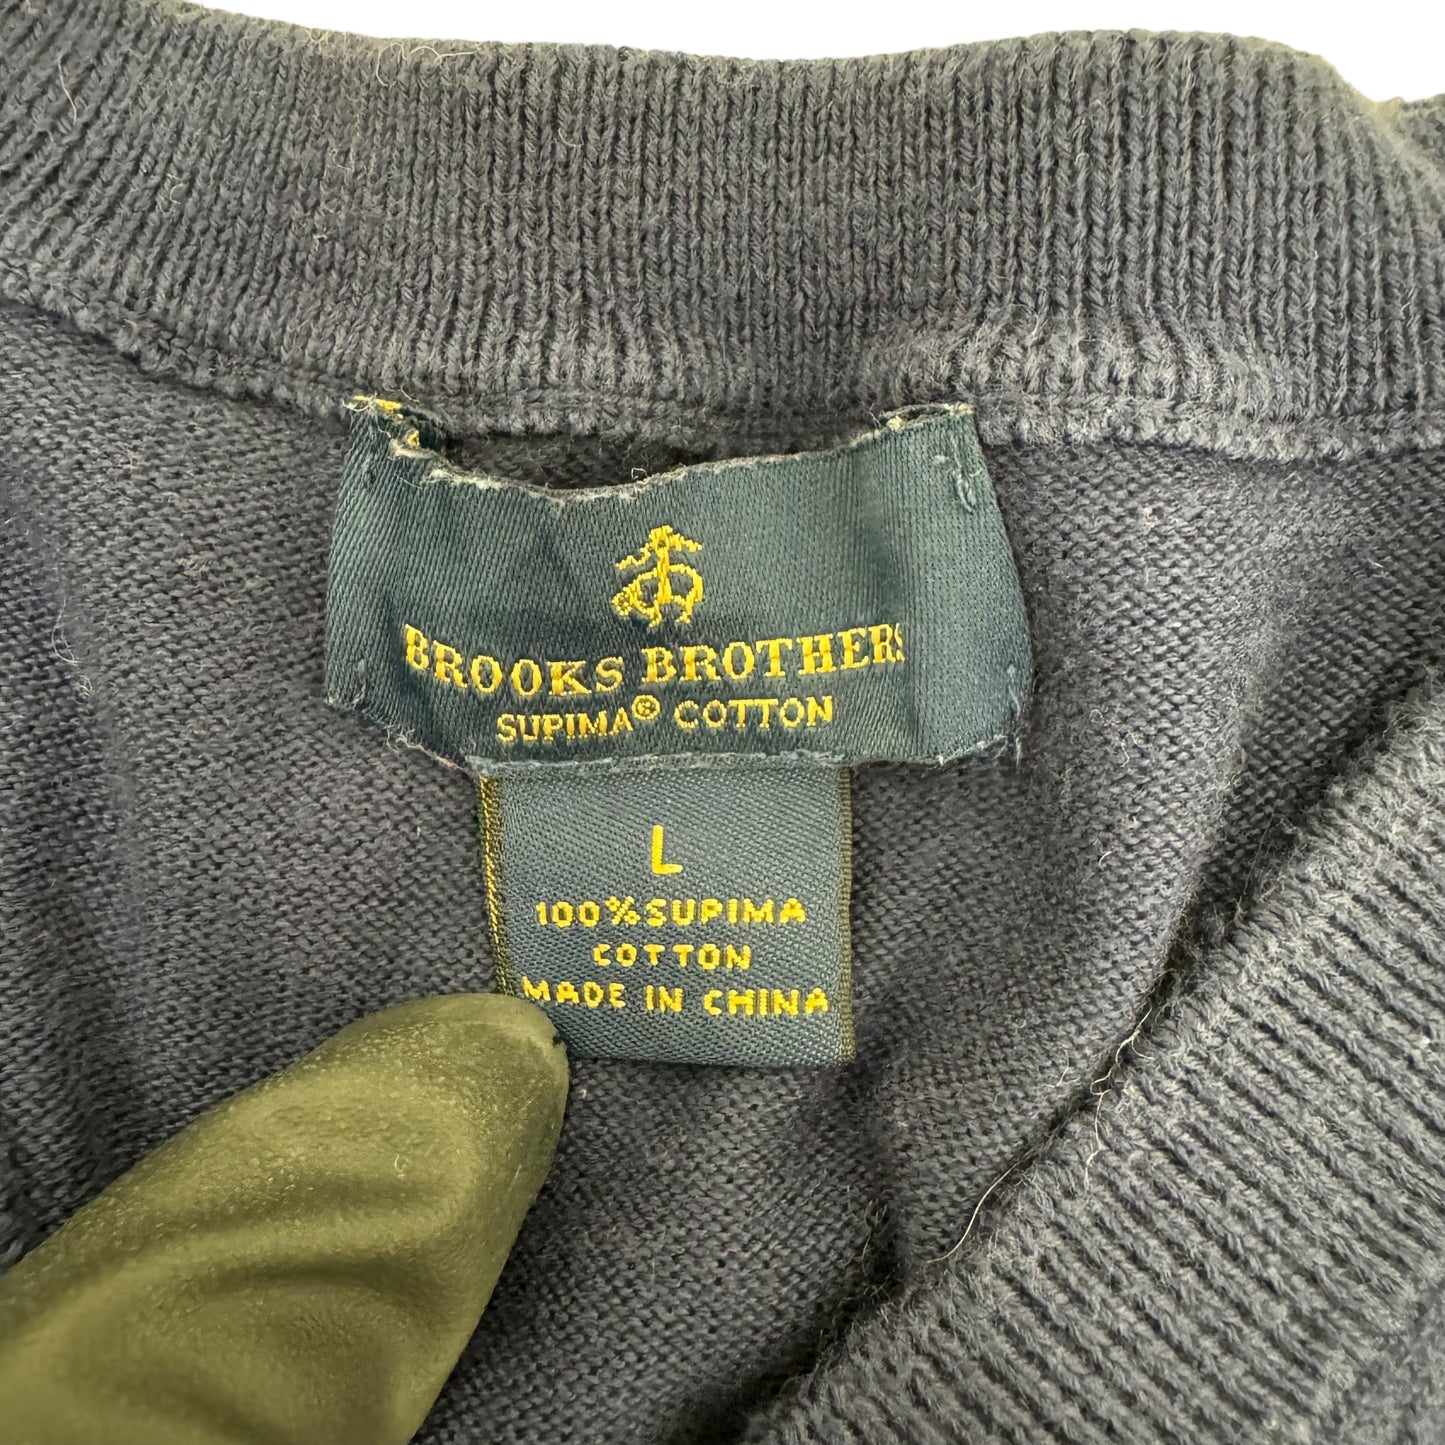 BROOKS BROTHERS
SUPIMA® COTTON
L
100% SUPIMA
COTTON
MADE IN CHINA